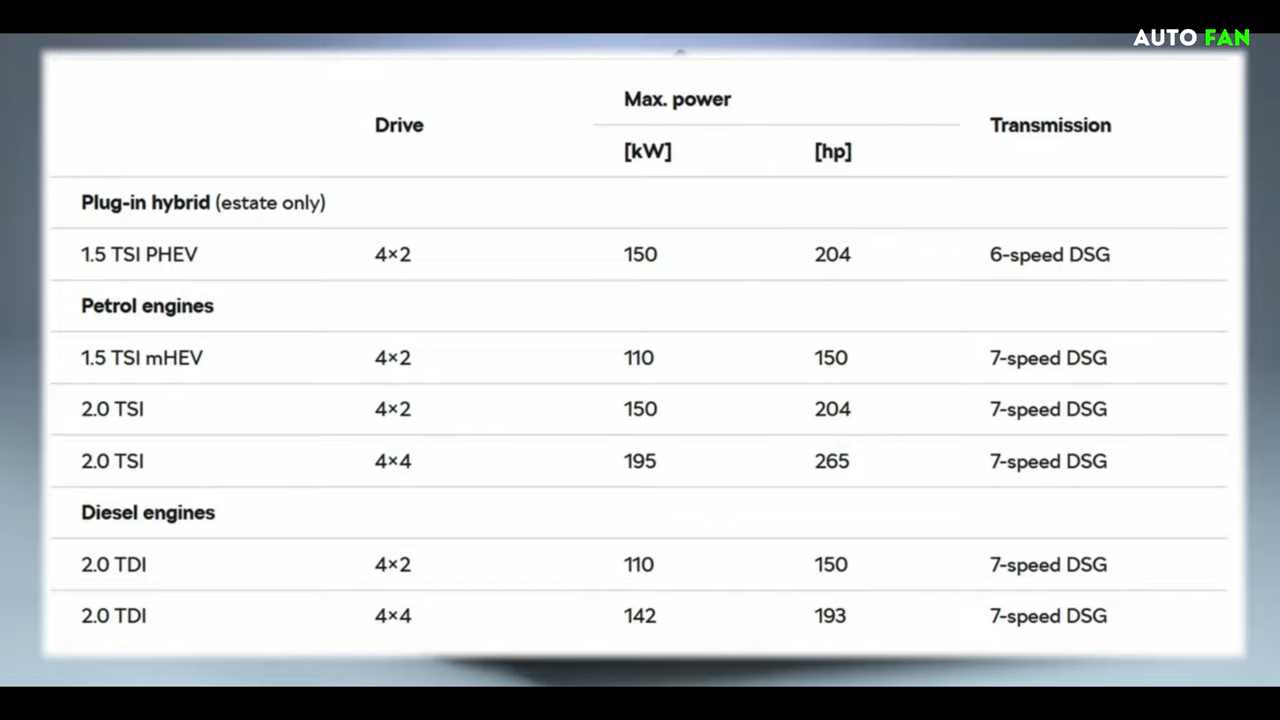 AUTO FAN
Drive Max. power Transmission
[kW] [hp]
Plug-in hybrid (estate only)
1.5 TSI PHEV 4×2 150 204 6-speed DSG
Petrol engines
1.5 TSI mHEV 4×2 110 150 7-speed DSG
2.0 TSI 4×2 150 204 7-speed DSG
2.0 TSI 4×4 195 265 7-speed DSG
Diesel engines
2.0 TDI 4×2 110 150 7-speed DSG
2.0 TDI 4×4 142 193 7-speed DSG